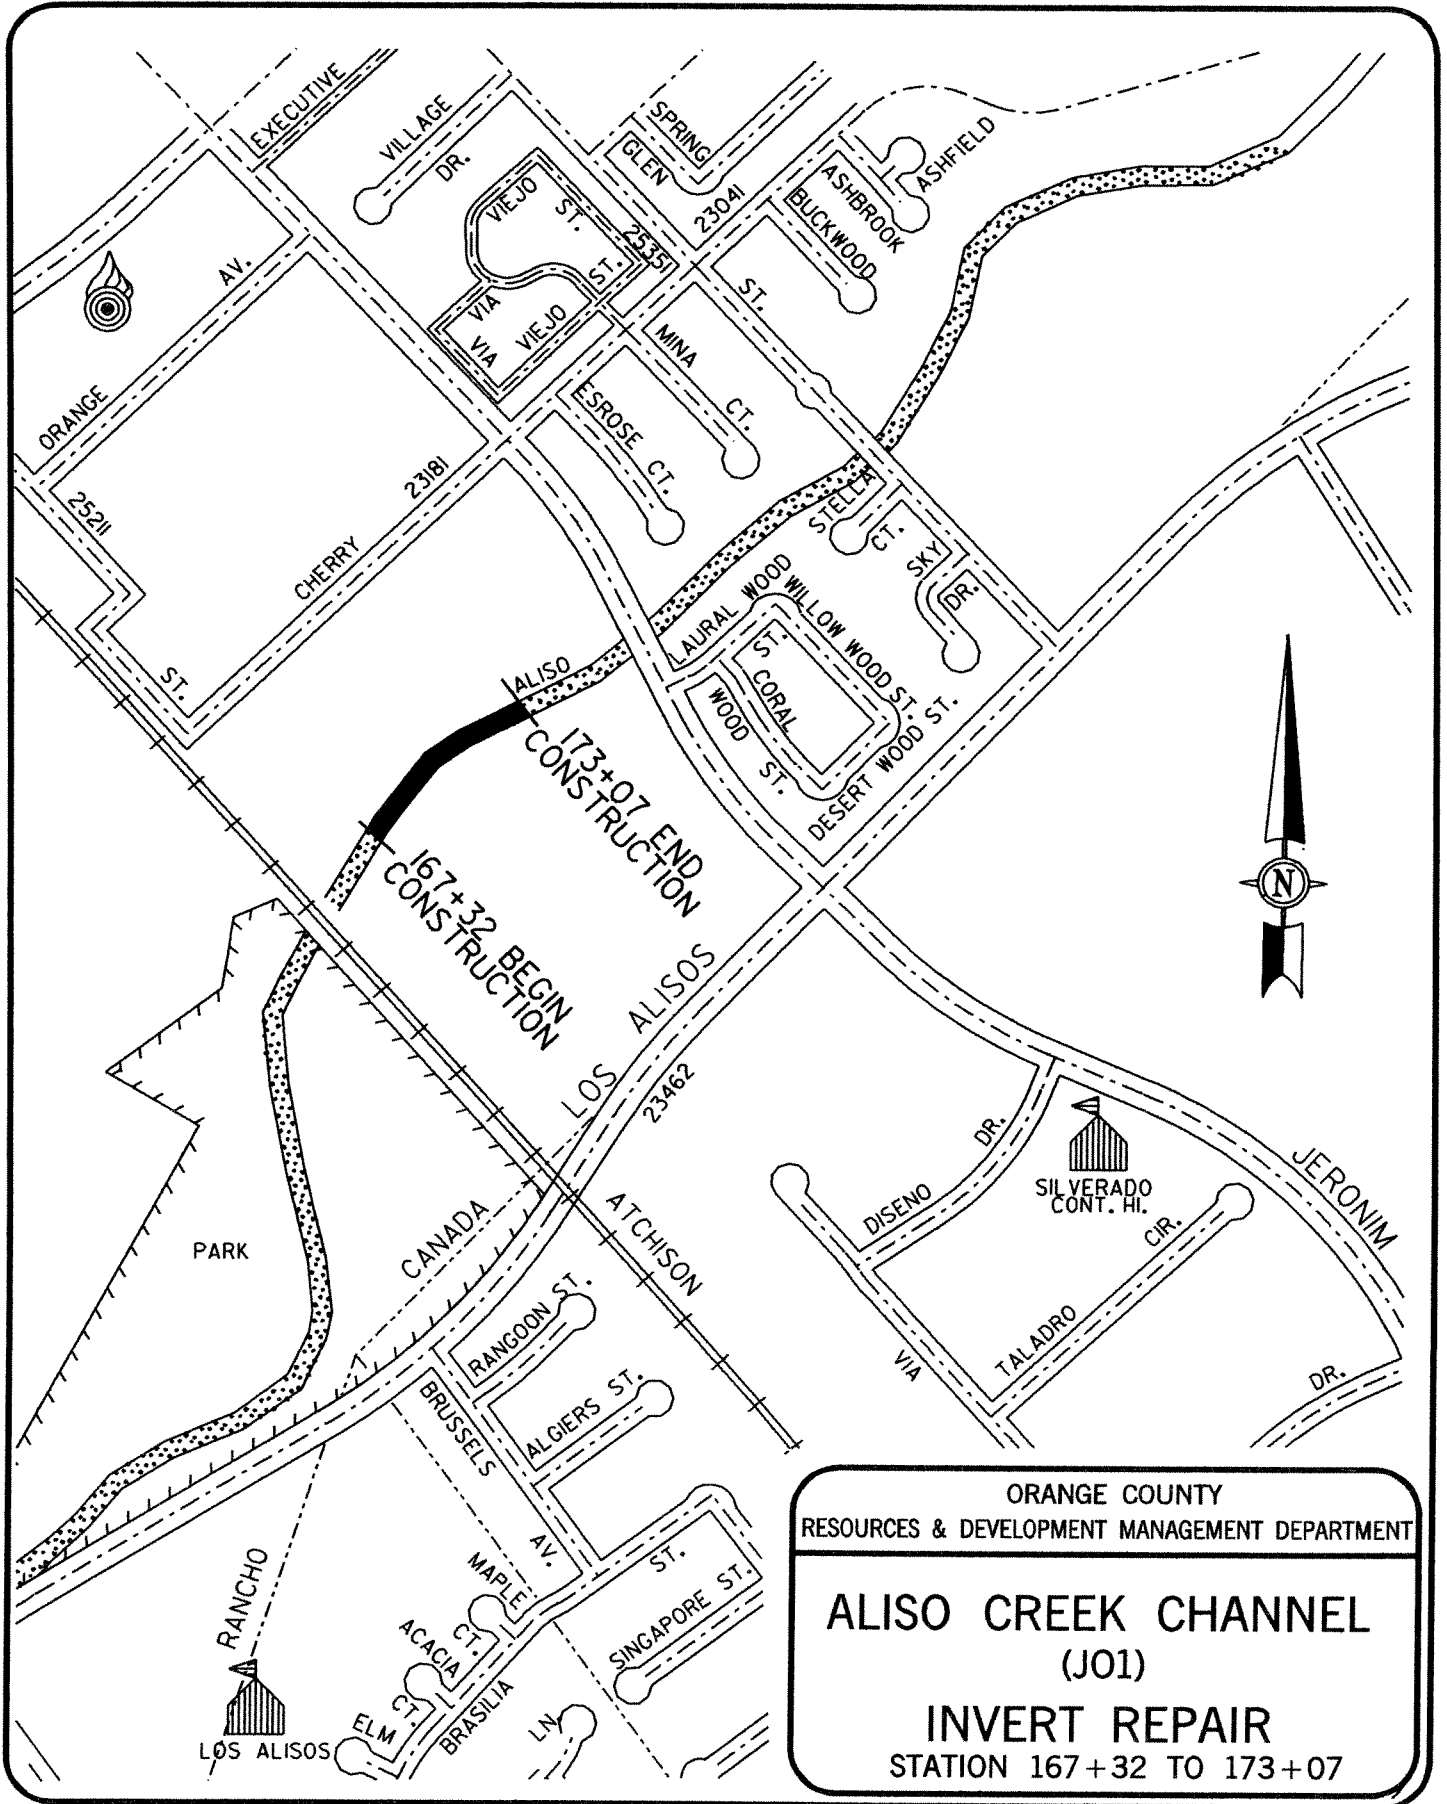 EXECUTIVE
VILLAGE
DR.
SPRING
GLEN
23041
ASHFIELD
ASHBROOK
BUCKWOOD
VIEJO
ST.
25351
ST.
VIA
VIEJO
VIA
ST.
AV.
ORANGE
MINA
CT.
ESROSE
CT.
25211
23181
CHERRY
ST.
STELLA
CT.
SKY
DR.
LAURAL WOOD
ST.
WILLOW WOOD ST.
CORAL
WOOD
ST.
DESERT WOOD ST.
ALISO
173+07 END
CONSTRUCTION
167+32 BEGIN
CONSTRUCTION
N
LOS ALISOS
23462
DR.
DISENO
SILVERADO
CONT. HI.
JERONIM
CIR.
TALADRO
VIA
DR.
PARK
CANADA
ATCHISON
RANGOON ST.
ALGIERS ST.
BRUSSELS
AV.
MAPLE
CT.
ST.
SINGAPORE ST.
ACACIA
CT.
ELM
BRASILIA
LN.
RANCHO
LOS ALISOS
ORANGE COUNTY
RESOURCES & DEVELOPMENT MANAGEMENT DEPARTMENT
ALISO CREEK CHANNEL
(J01)
INVERT REPAIR
STATION 167+32 TO 173+07